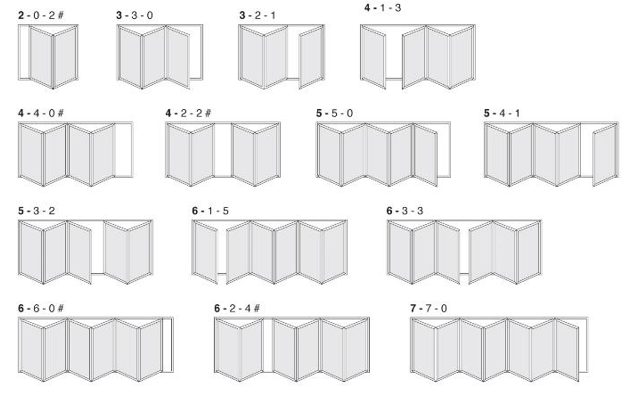 2 - 0 - 2 #
3 - 3 - 0
3 - 2 - 1
4 - 1 - 3
4 - 4 - 0 #
4 - 2 - 2 #
5 - 5 - 0
5 - 4 - 1
5 - 3 - 2
6 - 1 - 5
6 - 3 - 3
6 - 6 - 0 #
6 - 2 - 4 #
7 - 7 - 0